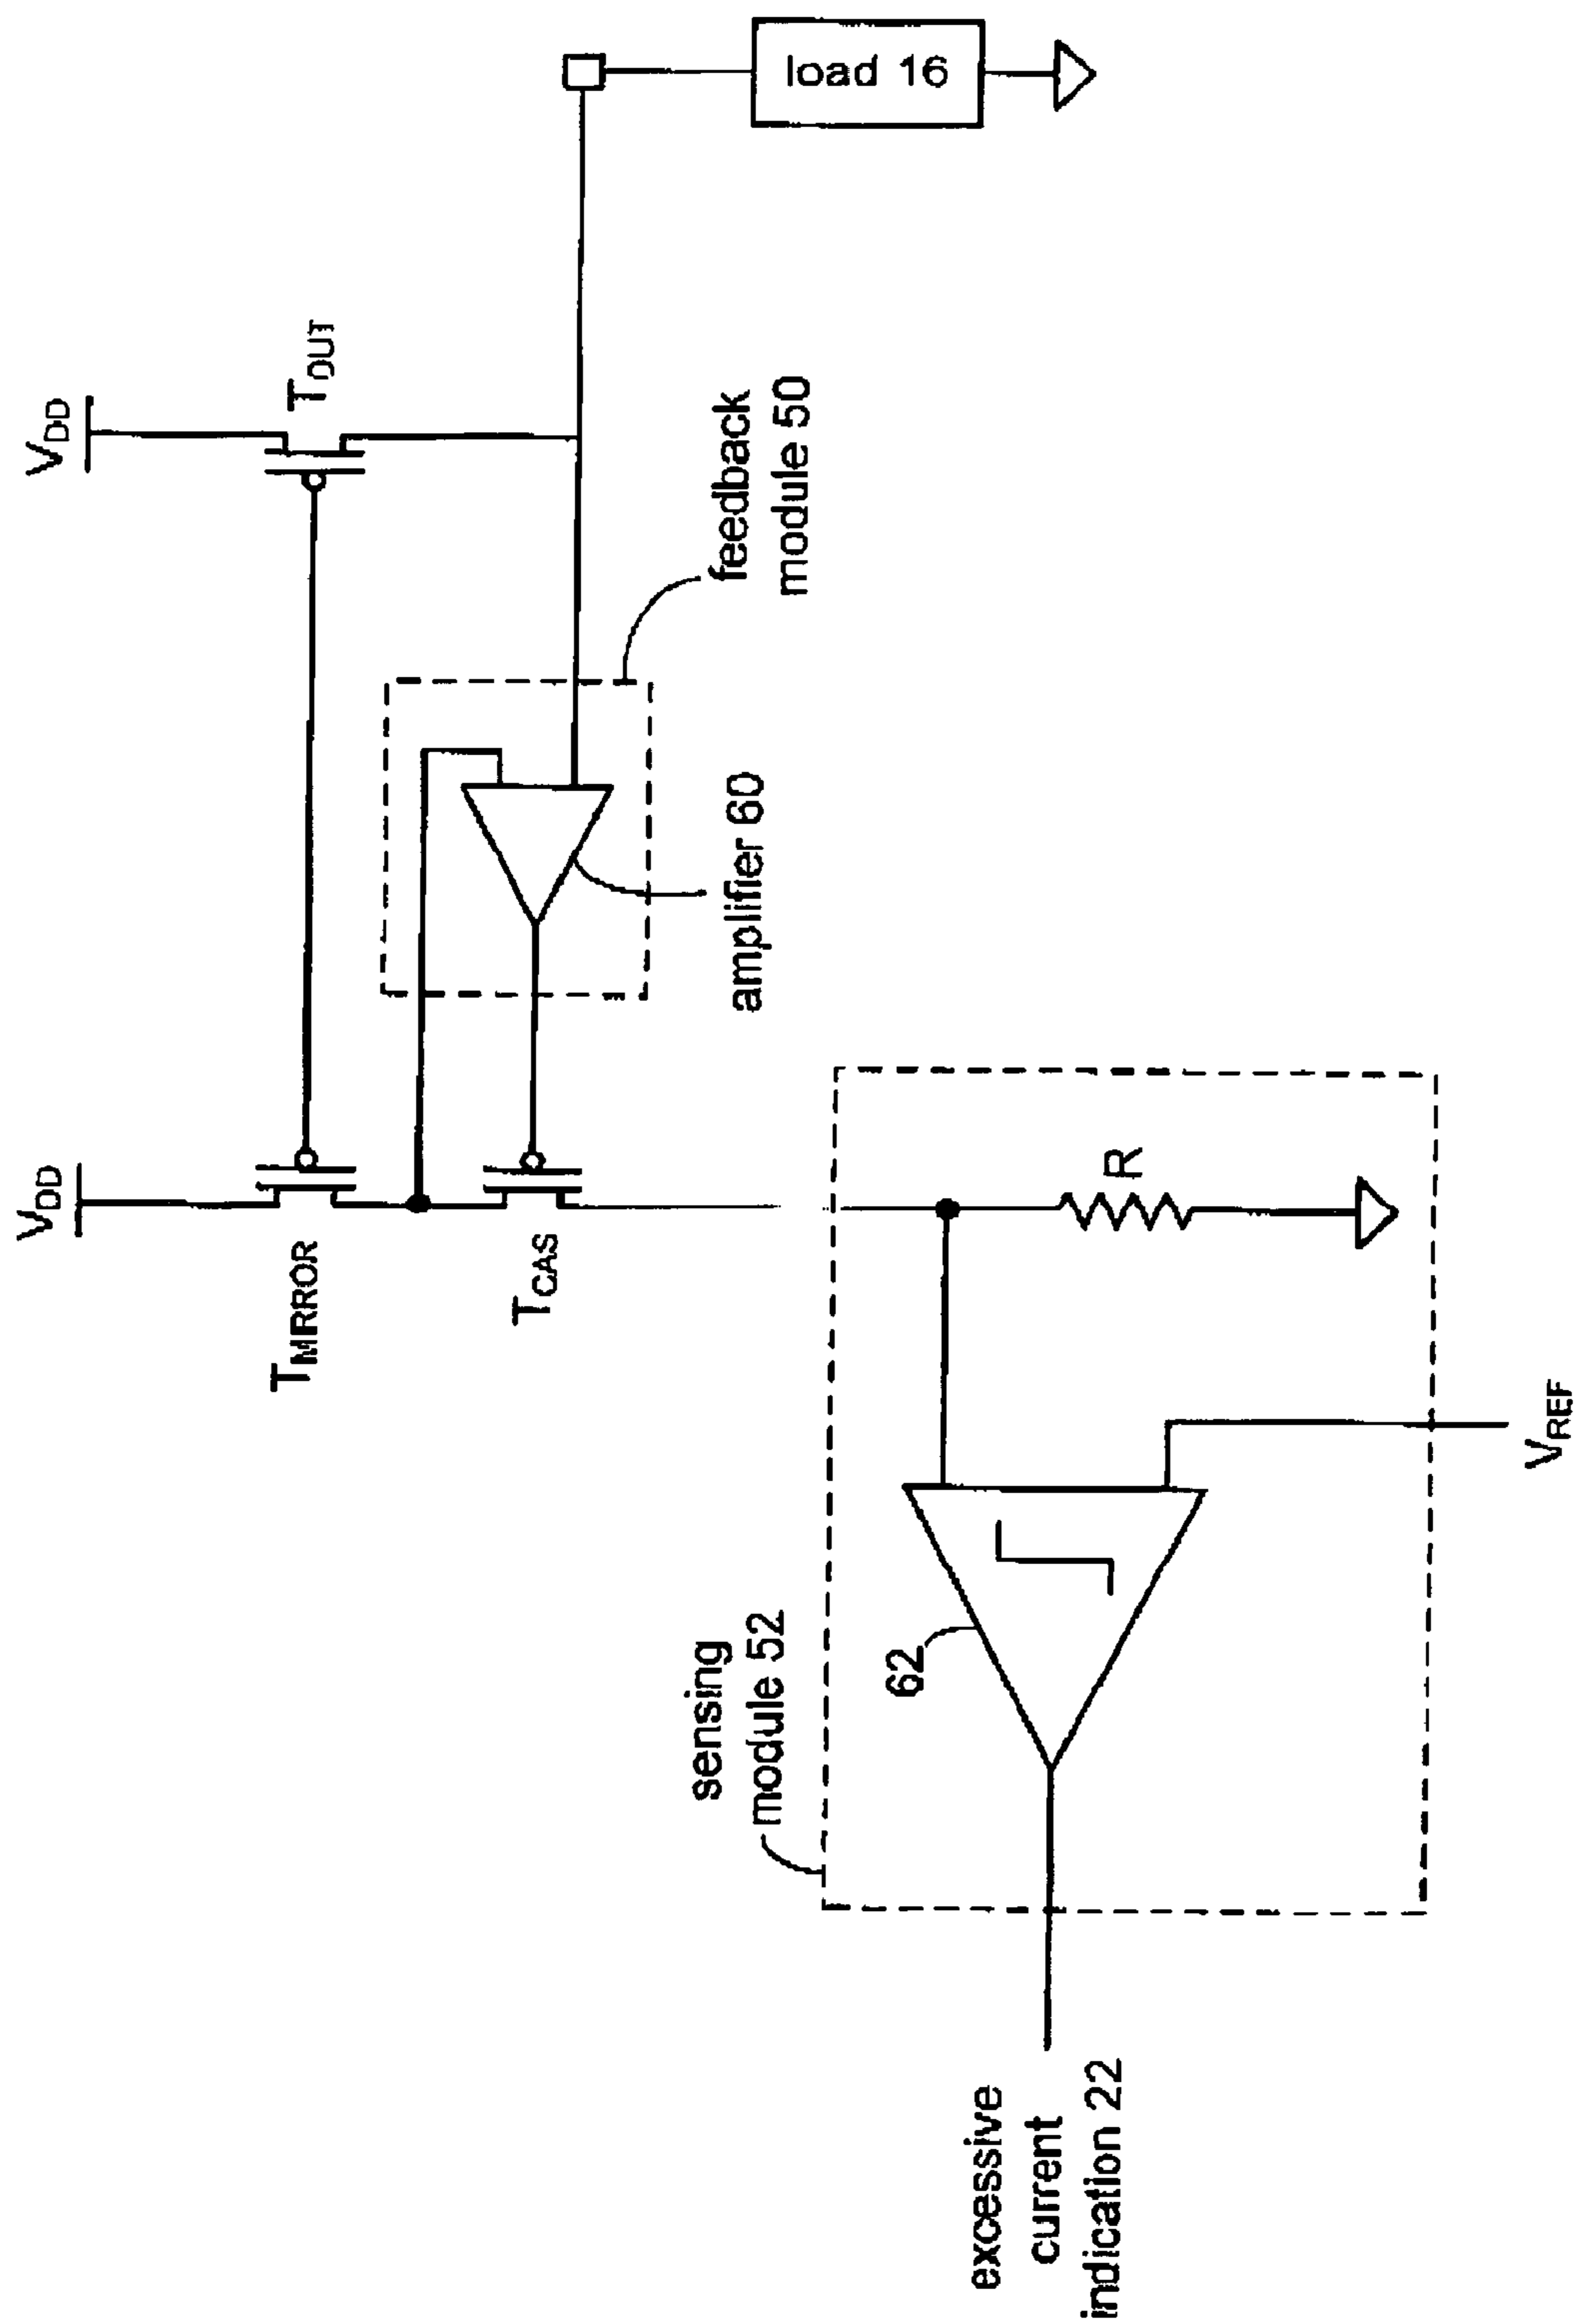 V_DD
T_MIRROR
T_CAS
V_DD
T_OUT
load 16
feedback
module 50
amplifier 60
sensing
module 52
62
R
V_REF
excessive
current
indication 22